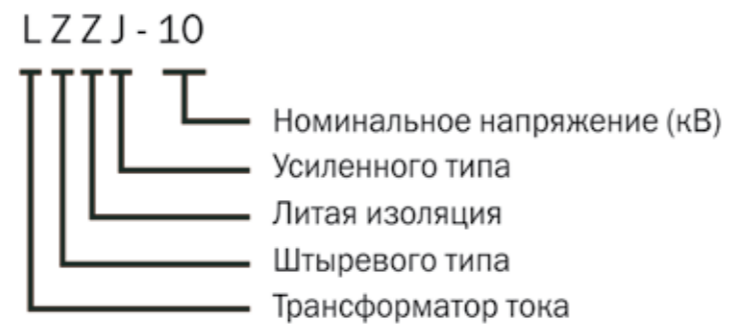 LZZJ-10
Номинальное напряжение (кВ)
Усиленного типа
Литая изоляция
Штыревого типа
Трансформатор тока